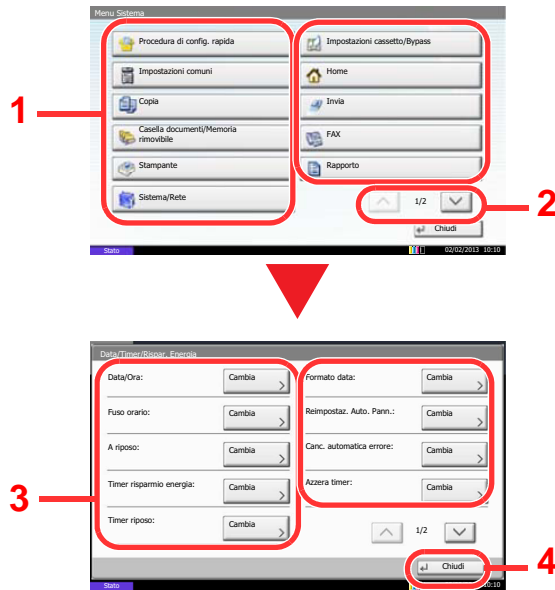 Menu Sistema
Procedura di config. rapida
Impostazioni cassetto/Bypass
Impostazioni comuni
Home
1
Copia
Invia
Casella documenti/Memoria
rimovibile
FAX
Stampante
Rapporto
Sistema/Rete
1/2
2
Chiudi
Stato
02/02/2013 10:10
Data/Timer/Rispar. Energia
Data/Ora:
Cambia
Formato data:
Cambia
Fuso orario:
Cambia
Reimpostaz. Auto. Pann.:
Cambia
A riposo:
Cambia
Canc. automatica errore:
Cambia
3
Timer risparmio energia:
Cambia
Azzera timer:
Cambia
Timer riposo:
Cambia
1/2
Chiudi
4
Stato
10:10